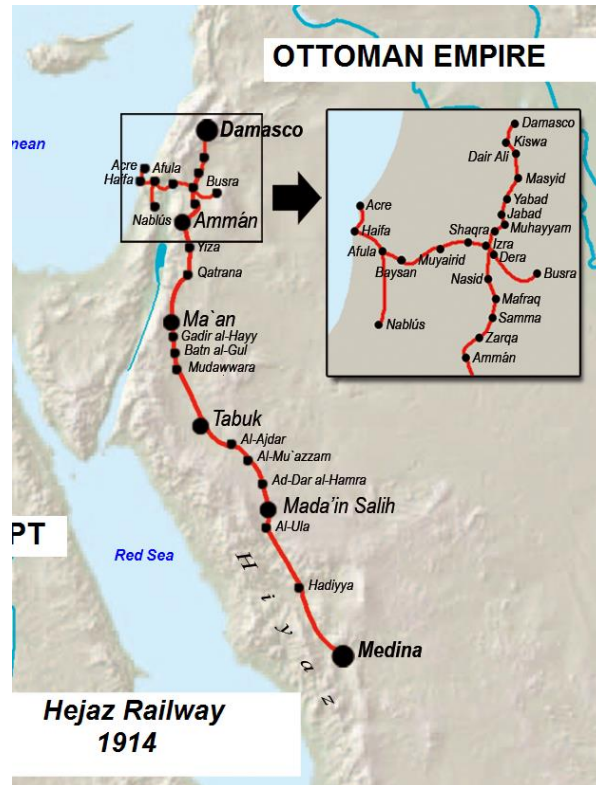 OTTOMAN EMPIRE
nean
Damasco
Acre
Afula
Haifa
Busra
Nablús
Ammán
Yiza
Qatrana
Ma`an
Gadir al-Hayy
Batn al-Gul
Mudawwara
Tabuk
Al-Ajdar
Al-Mu`azzam
Ad-Dar al-Hamra
Mada'in Salih
Al-Ula
PT
Red Sea
Hiyaz
Hadiyya
Medina
Hejaz Railway
1914
Damasco
Kiswa
Dair Ali
Masyid
Acre
Yabad
Jabad
Muhayyam
Haifa
Shaqra
Izra
Afula
Dera
Baysan
Muyairid
Busra
Nasid
Mafraq
Samma
Nablús
Zarqa
Ammán